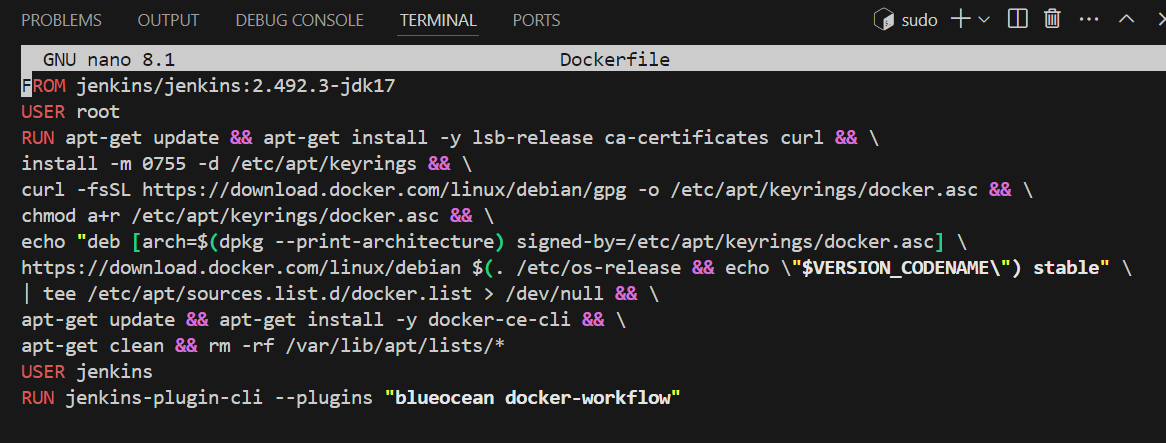 PROBLEMS OUTPUT DEBUG CONSOLE TERMINAL PORTS sudo
GNU nano 8.1 Dockerfile
FROM jenkins/jenkins:2.492.3-jdk17
USER root
RUN apt-get update && apt-get install -y lsb-release ca-certificates curl && \
install -m 0755 -d /etc/apt/keyrings && \
curl -fsSL https://download.docker.com/linux/debian/gpg -o /etc/apt/keyrings/docker.asc && \
chmod a+r /etc/apt/keyrings/docker.asc && \
echo "deb [arch=$(dpkg --print-architecture) signed-by=/etc/apt/keyrings/docker.asc] \
https://download.docker.com/linux/debian $(. /etc/os-release && echo \"$VERSION_CODENAME\") stable" \
| tee /etc/apt/sources.list.d/docker.list > /dev/null && \
apt-get update && apt-get install -y docker-ce-cli && \
apt-get clean && rm -rf /var/lib/apt/lists/*
USER jenkins
RUN jenkins-plugin-cli --plugins "blueocean docker-workflow"